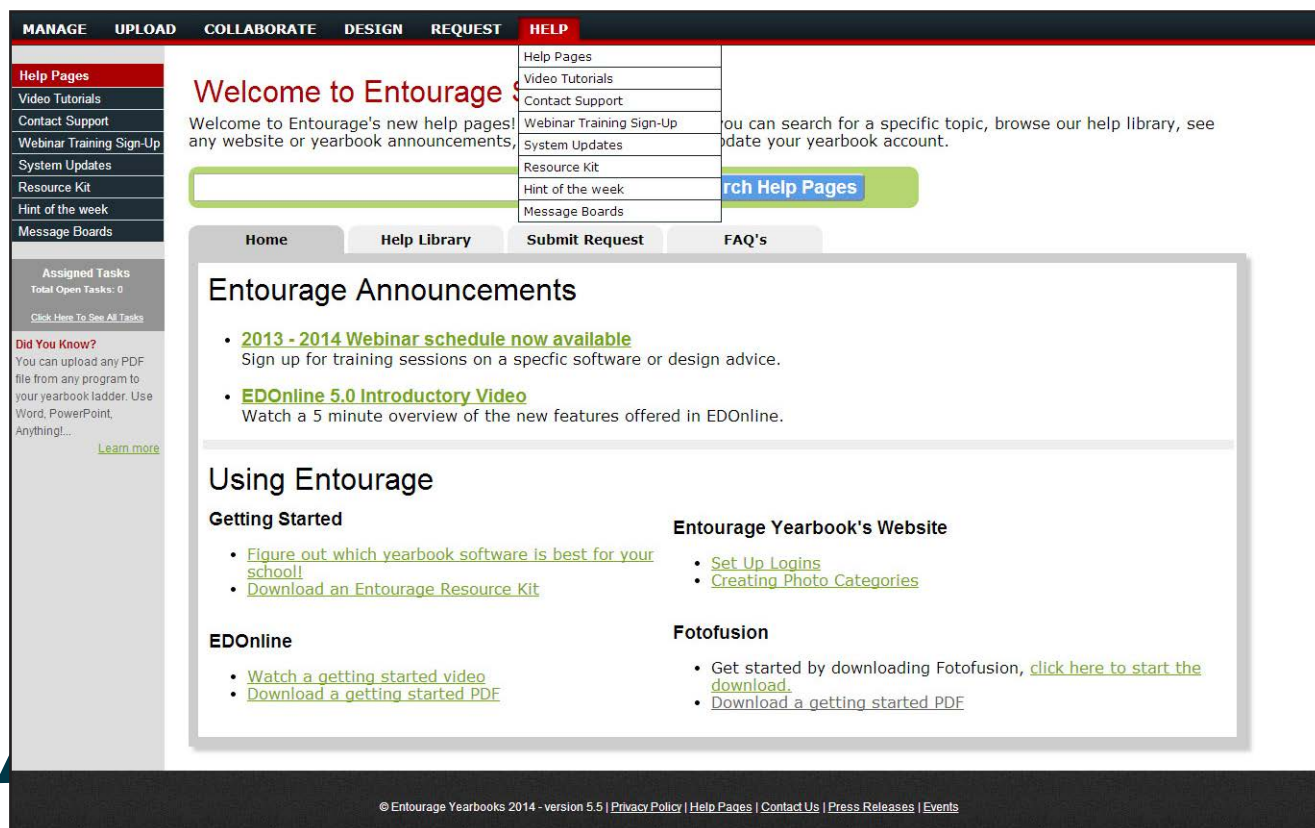 MANAGE UPLOAD COLLABORATE DESIGN REQUEST HELP
Help Pages
Video Tutorials
Contact Support
Webinar Training Sign-Up
System Updates
Resource Kit
Hint of the week
Message Boards
Help Pages
Video Tutorials
Contact Support
Webinar Training Sign-Up
System Updates
Resource Kit
Hint of the week
Message Boards
Assigned Tasks
Total Open Tasks: 0
Click Here To See All Tasks
Did You Know?
You can upload any PDF
file from any program to
your yearbook ladder. Use
Word, PowerPoint,
Anything!...
Learn more
Welcome to Entourage
Welcome to Entourage's new help pages! you can search for a specific topic, browse our help library, see
any website or yearbook announcements, your yearbook account.
Help Pages
Home Help Library Submit Request FAQ's
Entourage Announcements
• 2013 - 2014 Webinar schedule now available
Sign up for training sessions on a specfic software or design advice.
• EDOnline 5.0 Introductory Video
Watch a 5 minute overview of the new features offered in EDOnline.
Using Entourage
Getting Started
• Figure out which yearbook software is best for your
school!
• Download an Entourage Resource Kit
EDOnline
• Watch a getting started video
• Download a getting started PDF
Entourage Yearbook's Website
• Set Up Logins
• Creating Photo Categories
Fotofusion
• Get started by downloading Fotofusion, click here to start the
download.
• Download a getting started PDF
© Entourage Yearbooks 2014 - version 5.5 | Privacy Policy | Help Pages | Contact Us | Press Releases | Events